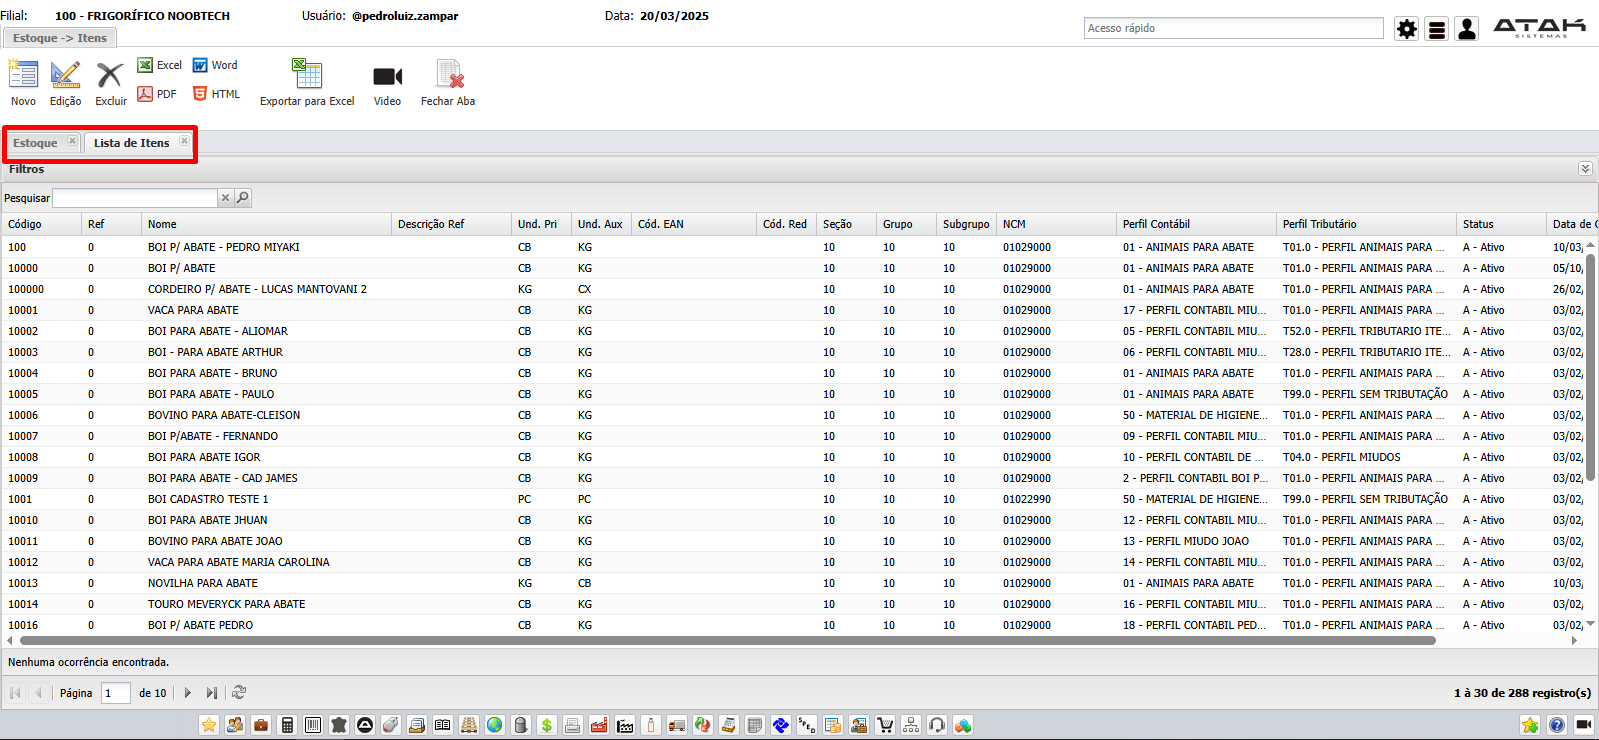 Filial: 100 - FRIGORÍFICO NOOBTECH Usuário: @pedroluiz.zampar Data: 20/03/2025
Estoque -> Itens
Acesso rápido
ATAK
SISTEMAS
Novo Edição Excluir Excel Word PDF HTML Exportar para Excel Video Fechar Aba
Estoque Lista de Itens
Filtros
Pesquisar
Código Ref Nome Descrição Ref Und. Pri Und. Aux Cód. EAN Cód. Red Seção Grupo Subgrupo NCM Perfil Contábil Perfil Tributário Status Data de C
100 0 BOI P/ ABATE - PEDRO MIYAKI CB KG 10 10 10 01029000 01 - ANIMAIS PARA ABATE T01.0 - PERFIL ANIMAIS PARA ... A - Ativo 10/03,
10000 0 BOI P/ ABATE CB KG 10 10 10 01029000 01 - ANIMAIS PARA ABATE T01.0 - PERFIL ANIMAIS PARA ... A - Ativo 05/10,
100000 0 CORDEIRO P/ ABATE - LUCAS MANTOVANI 2 KG CX 10 10 10 01029000 01 - ANIMAIS PARA ABATE T01.0 - PERFIL ANIMAIS PARA ... A - Ativo 26/02,
10001 0 VACA PARA ABATE CB KG 10 10 10 01029000 17 - PERFIL CONTABIL MIU... T01.0 - PERFIL ANIMAIS PARA ... A - Ativo 03/02,
10002 0 BOI PARA ABATE - ALIOMAR CB KG 10 10 10 01029000 05 - PERFIL CONTABIL MIU... T52.0 - PERFIL TRIBUTARIO ITE... A - Ativo 03/02,
10003 0 BOI - PARA ABATE ARTHUR CB KG 10 10 10 01029000 06 - PERFIL CONTABIL MIU... T28.0 - PERFIL TRIBUTARIO ITE... A - Ativo 03/02,
10004 0 BOI PARA ABATE - BRUNO CB KG 10 10 10 01029000 01 - ANIMAIS PARA ABATE T01.0 - PERFIL ANIMAIS PARA ... A - Ativo 03/02,
10005 0 BOI PARA ABATE - PAULO CB KG 10 10 10 01029000 01 - ANIMAIS PARA ABATE T99.0 - PERFIL SEM TRIBUTAÇÃO A - Ativo 03/02,
10006 0 BOVINO PARA ABATE-CLEISON CB KG 10 10 10 01029000 50 - MATERIAL DE HIGIENE... T01.0 - PERFIL ANIMAIS PARA ... A - Ativo 03/02,
10007 0 BOI P/ABATE - FERNANDO CB KG 10 10 10 01029000 09 - PERFIL CONTABIL MIU... T01.0 - PERFIL ANIMAIS PARA ... A - Ativo 03/02,
10008 0 BOI PARA ABATE IGOR CB KG 10 10 10 01029000 10 - PERFIL CONTABIL DE ... T04.0 - PERFIL MIUDOS A - Ativo 03/02,
10009 0 BOI PARA ABATE - CAD JAMES CB KG 10 10 10 01029000 2 - PERFIL CONTABIL BOI P... T01.0 - PERFIL ANIMAIS PARA ... A - Ativo 03/02,
1001 0 BOI CADASTRO TESTE 1 PC PC 10 10 10 01022990 50 - MATERIAL DE HIGIENE... T99.0 - PERFIL SEM TRIBUTAÇÃO A - Ativo 03/02,
10010 0 BOI PARA ABATE JHUAN CB KG 10 10 10 01029000 12 - PERFIL CONTABIL MIU... T01.0 - PERFIL ANIMAIS PARA ... A - Ativo 03/02,
10011 0 BOVINO PARA ABATE JOAO CB KG 10 10 10 01029000 13 - PERFIL MIUDO JOAO T01.0 - PERFIL ANIMAIS PARA ... A - Ativo 03/02,
10012 0 VACA PARA ABATE MARIA CAROLINA CB KG 10 10 10 01029000 14 - PERFIL CONTABIL MIU... T01.0 - PERFIL ANIMAIS PARA ... A - Ativo 03/02,
10013 0 NOVILHA PARA ABATE KG CB 10 10 10 01029000 01 - ANIMAIS PARA ABATE T01.0 - PERFIL ANIMAIS PARA ... A - Ativo 10/03,
10014 0 TOURO MEVERYCK PARA ABATE CB KG 10 10 10 01029000 16 - PERFIL CONTABIL MIU... T01.0 - PERFIL ANIMAIS PARA ... A - Ativo 03/02,
10016 0 BOI P/ ABATE PEDRO CB KG 10 10 10 01029000 18 - PERFIL CONTABIL PED... T01.0 - PERFIL ANIMAIS PARA ... A - Ativo 03/02,
Nenhuma ocorrência encontrada.
Página 1 de 10 1 à 30 de 288 registro(s)